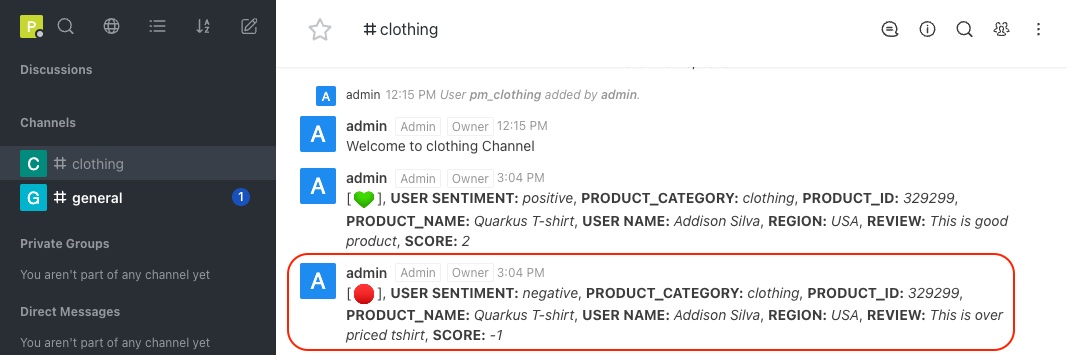 P
# clothing
Discussions
A admin 12:15 PM User pm_clothing added by admin.
Channels
A admin Admin Owner 12:15 PM
Welcome to clothing Channel
C # clothing
A admin Admin Owner 3:04 PM
[ ], USER SENTIMENT: positive, PRODUCT_CATEGORY: clothing, PRODUCT_ID: 329299,
PRODUCT_NAME: Quarkus T-shirt, USER NAME: Addison Silva, REGION: USA, REVIEW: This is good
product, SCORE: 2
G # general 1
Private Groups
You aren't part of any channel yet
A admin Admin Owner 3:04 PM
[ ], USER SENTIMENT: negative, PRODUCT_CATEGORY: clothing, PRODUCT_ID: 329299,
PRODUCT_NAME: Quarkus T-shirt, USER NAME: Addison Silva, REGION: USA, REVIEW: This is over
priced tshirt, SCORE: -1
Direct Messages
You aren't part of any channel yet